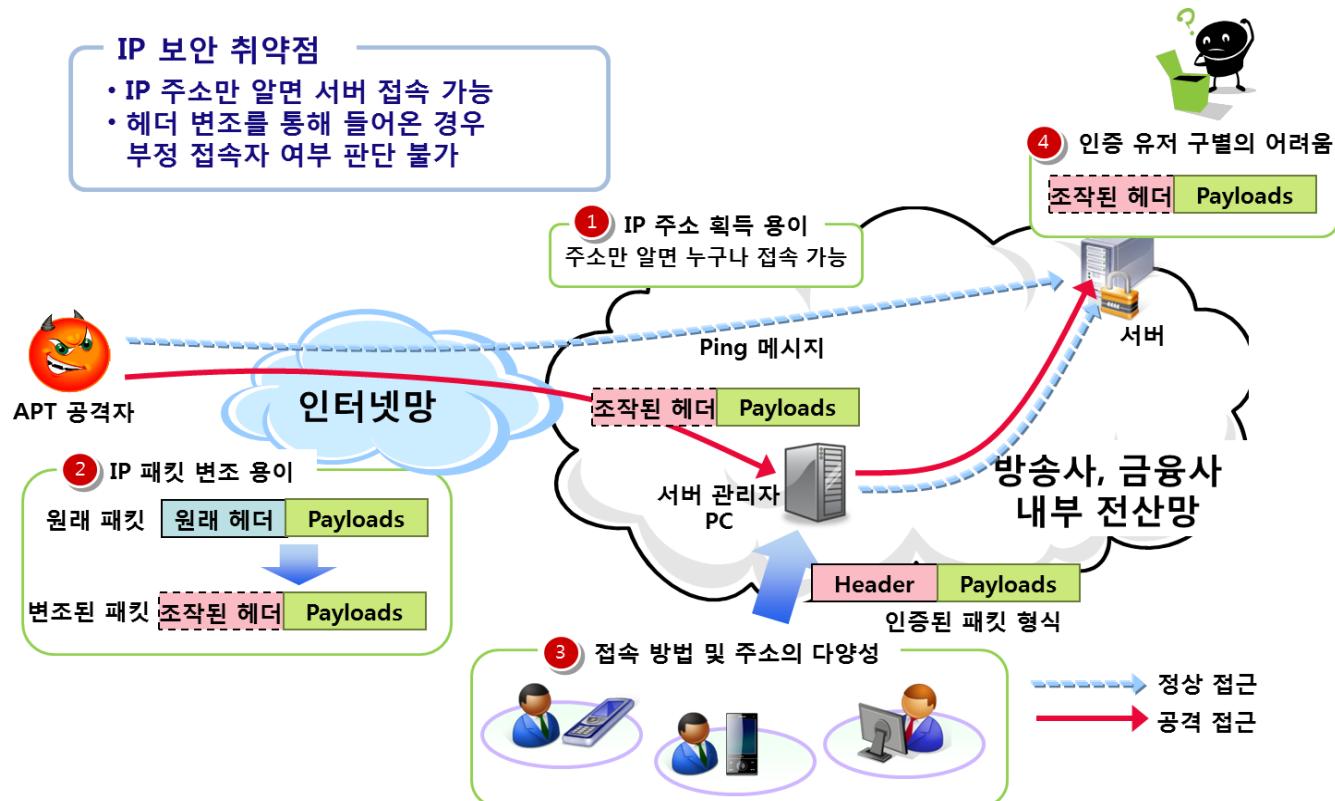 IP 보안 취약점
• IP 주소만 알면 서버 접속 가능
• 헤더 변조를 통해 들어온 경우
부정 접속자 여부 판단 불가
?
4 인증 유저 구별의 어려움
조작된 헤더 Payloads
1 IP 주소 획득 용이
주소만 알면 누구나 접속 가능
서버
Ping 메시지
APT 공격자
인터넷망
조작된 헤더 Payloads
서버 관리자
PC
방송사, 금융사
내부 전산망
2 IP 패킷 변조 용이
원래 패킷 원래 헤더 Payloads
변조된 패킷 조작된 헤더 Payloads
Header Payloads
인증된 패킷 형식
3 접속 방법 및 주소의 다양성
정상 접근
공격 접근